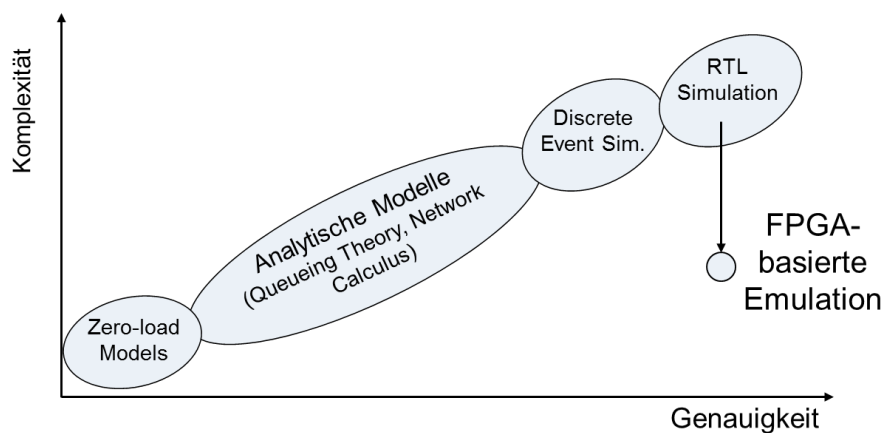 Komplexität
RTL
Simulation
Discrete
Event Sim.
Analytische Modelle
(Queueing Theory, Network
Calculus)
FPGA-
basierte
Emulation
Zero-load
Models
Genauigkeit